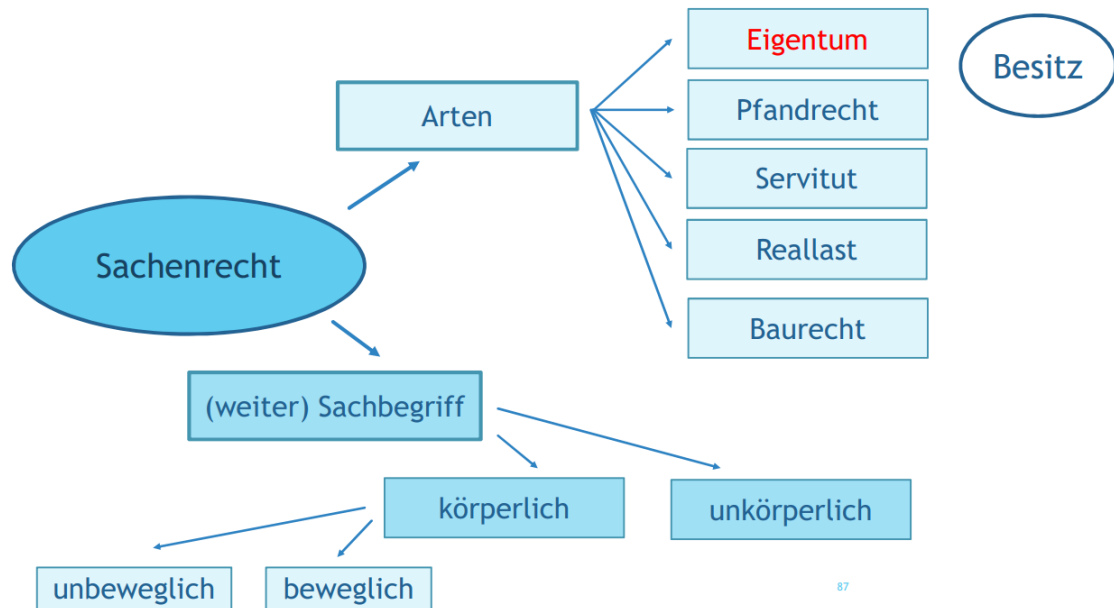 Eigentum
Besitz
Arten
Pfandrecht
Servitut
Sachenrecht
Reallast
Baurecht
(weiter) Sachbegriff
körperlich
unkörperlich
unbeweglich
beweglich
87